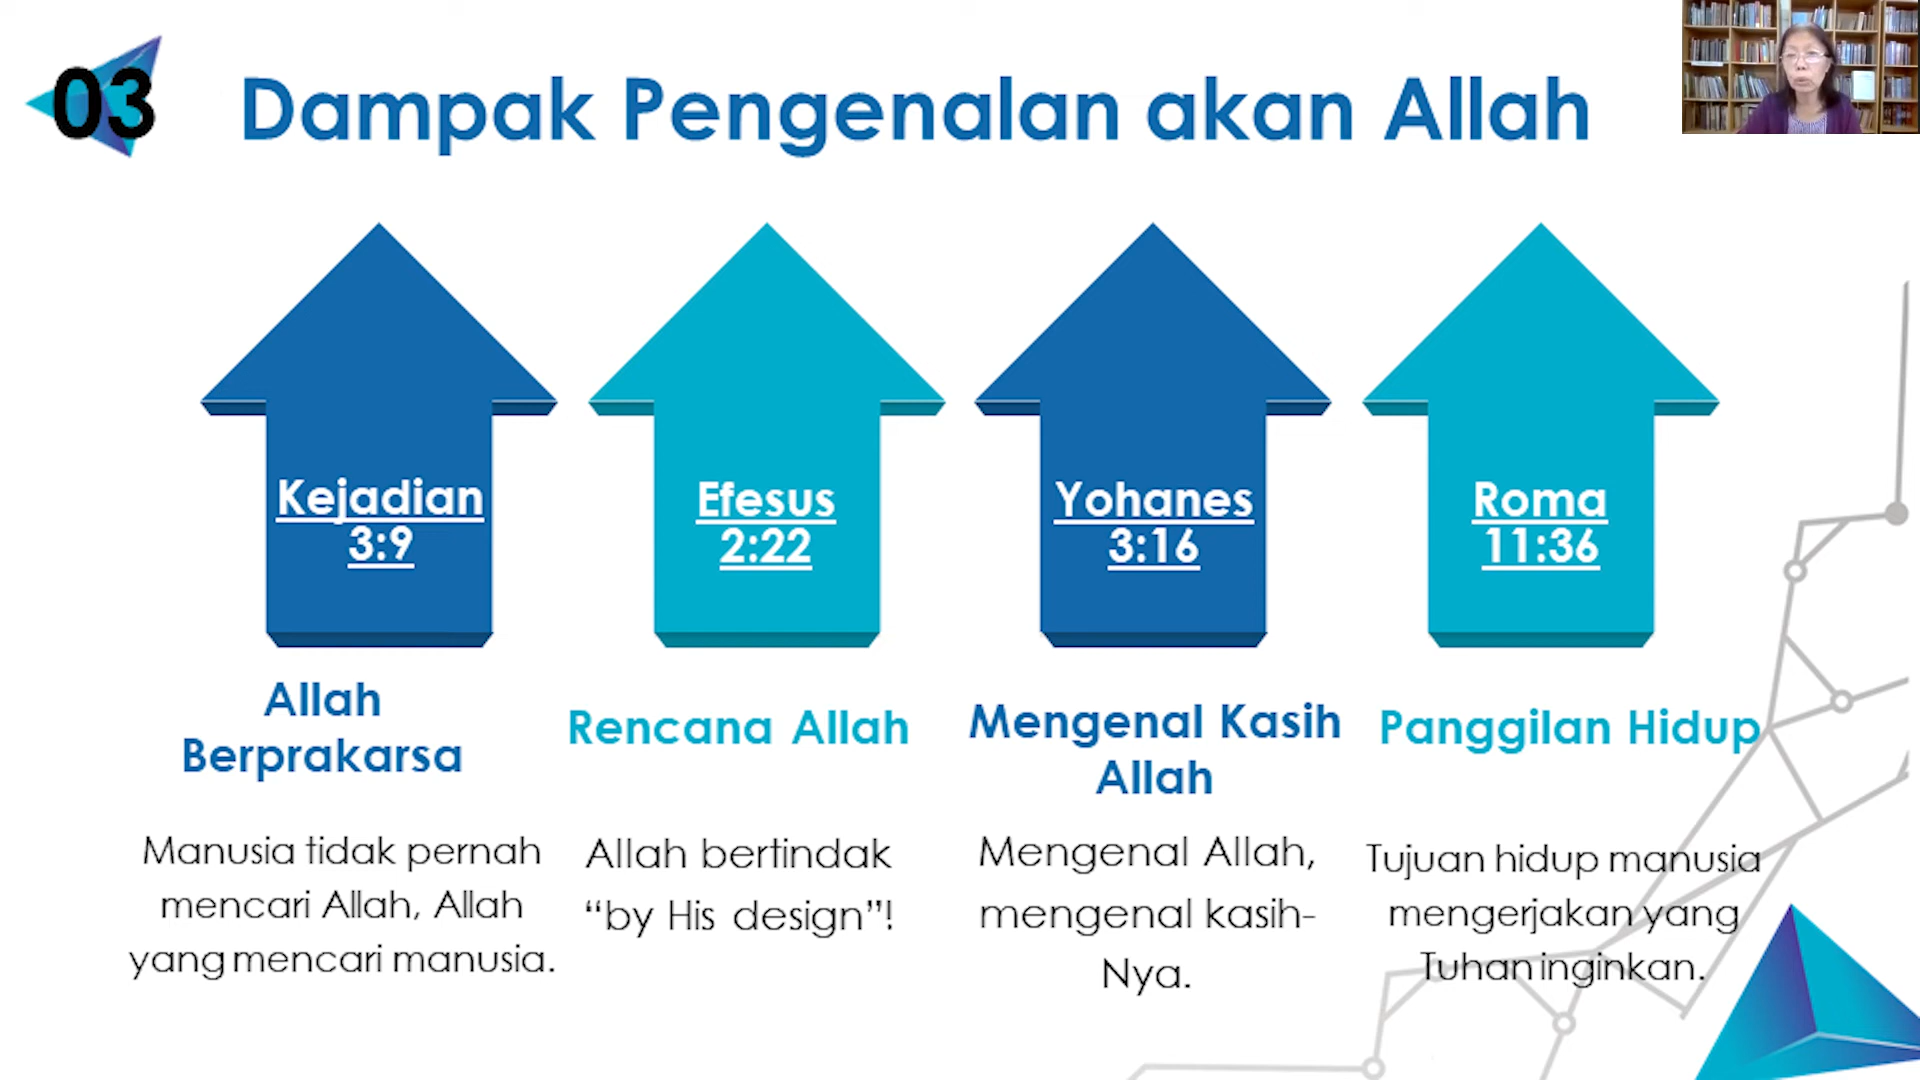 03
Dampak Pengenalan akan Allah
Kejadian
3:9
Efesus
2:22
Yohanes
3:16
Roma
11:36
Allah
Berprakarsa
Rencana Allah
Mengenal Kasih
Allah
Panggilan Hidup
Manusia tidak pernah
mencari Allah, Allah
yang mencari manusia.
Allah bertindak
“by His design”!
Mengenal Allah,
mengenal kasih-
Nya.
Tujuan hidup manusia
mengerjakan yang
Tuhan inginkan.